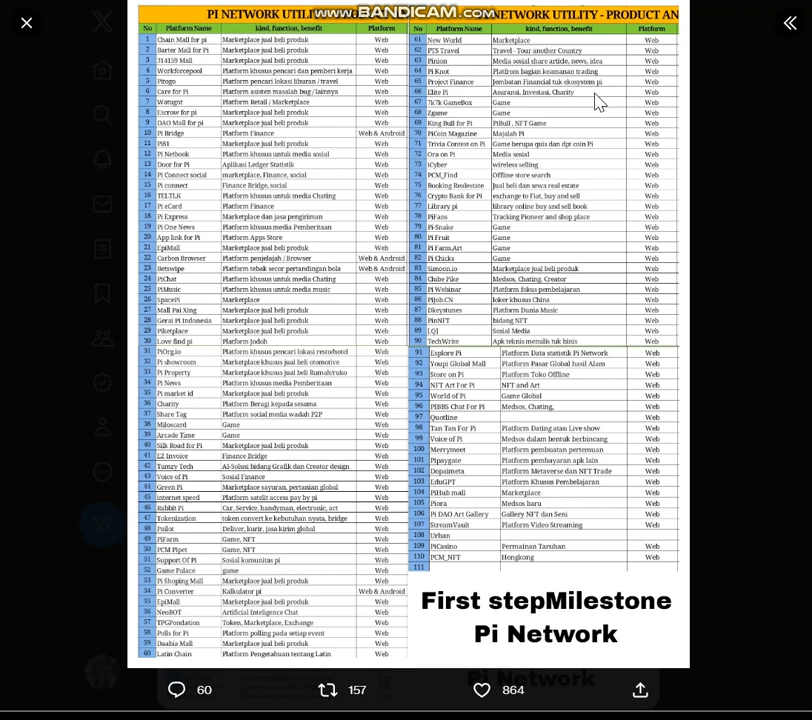 PI NETWORK UTILI
WWW.BANDICAM.COM
NETWORK UTILITY - PRODUCT AN
No Platform Name kind, function, benefit Platform
1 Chain Mall for pi Marketplace jual beli produk Web
2 Barter Mall for Pi Marketplace jual beli produk Web
3 314159 Mall Marketplace jual beli produk Web
4 Workforcepool Platform khusus pencari dan pemberi kerja Web
5 Pitogo Platform pencari lokasi liburan / travel Web
6 Care for Pi Platform asisten masalah bug / lainnya Web
7 Watugot Platform Retail / Marketplace Web
8 Escrow for pi Marketplace jual beli produk Web
9 DAO Mall for pi Marketplace jual beli produk Web
10 Pi Bridge Platform Finance Web & Android
11 PiBI Marketplace jual beli produk Web
12 Pi Netbook Platform khusus untuk media sosial Web
13 Door for Pi Aplikasi Ledger Statistik Web
14 Pi Connect social marketplace, Finance, social Web
15 Pi connect Finance Bridge, social Web
16 TELTLK Platform khusus untuk media Chating Web
17 Pi eCard Platform Finance Web
18 Pi Express Marketplace dan jasa pengiriman Web
19 Pi One News Platform khusus media Pemberitaan Web
20 App link for Pi Platform Apps Store Web
21 EpiMall Marketplace jual beli produk Web
22 Carbon Browser Platform penjelajah / Browser Web & Android
23 Betswipe Platform tebak secor pertandingan bola Web & Android
24 PiChat Platform khusus untuk media Chating Web
25 PiMusic Platform khusus untuk media music Web
26 SpacePi Marketplace Web
27 Mall Pai Xing Marketplace jual beli produk Web
28 Gerai Pi Indonesia Marketplace jual beli produk Web
29 Piketplace Marketplace jual beli produk Web
30 Love find pi Platform Jodoh Web
31 PiOrg.io Platform khusus pencari lokasi resto/hotel Web
32 Pi showroom Marketplace khusus jual beli otomotive Web
33 Pi Property Marketplace khusus jual beli Rumah/ruko Web
34 Pi News Platform khusus media Pemberitaan Web
35 Pi market id Marketplace jual beli produk Web
36 Charity Platform Beragi kepada sesama Web
37 Share Tag Platform social media wadah P2P Web
38 Miloscard Game Web
39 Arcade Time Game Web
40 Silk Road for Pi Marketplace jual beli produk Web
41 EZ Invoice Finance Bridge Web
42 Tumzy Tech AI-Solusi bidang Grafik dan Creator design Web
43 Voice of Pi Sosial Finance Web
44 Green Pi Marketplace sayuran, pertanian global Web
45 Internet speed Platform satelit access pay by pi Web
46 Rabbit Pi Car, Service, handyman, electronic, act Web
47 Tokenization token convert ke kebutuhan nyata, bridge Web
48 Pailot Deliver, kurir, jasa kirim global Web
49 PiFarm Game, NFT Web
50 PCM Pipet Game, NFT Web
51 Support Of Pi Sosial komunitas pi Web
52 Game Palace game Web
53 Pi Shoping Mall Marketplace jual beli produk Web
54 Pi Converter Kalkulator pi Web & Android
55 EpiMall Marketplace jual beli produk Web
56 NeoBOT Artificial Inteligence Chat Web
57 TPGPondation Token, Marketplace, Exchange Web
58 Polls for Pi Platform polling pada setiap event Web
59 Daabia Mall Marketplace jual beli produk Web
60 Latin Chain Platform Pengetahuan tentang Latin Web
No Platform Name kind, function, benefit Platform
61 New World Marketplace Web
62 PTS Travel Travel - Tour another Country Web
63 Pinion Media sosial share article, news, idea Web
64 Pi Knot Platfrom bagian keamanan trading Web
65 Project Finance Jembatan Financial tuk ekosystem pi Web
66 Elite Pi Assuransi, Investasi, Charity Web
67 7k7k GameBox Game Web
68 Zgame Game Web
69 King Bull for Pi PiBull , NFT Game Web
70 PiCoin Magazin Majalah Pi Web
71 Trivia Contest on Pi Game berupa quis dan dpt coin Pi Web
72 Ora on Pi Media sosial Web
73 iCyber wireless selling Web
74 PCM_Find Offline store search Web
75 Booking Realestate Jual beli dan sewa real estate Web
76 Crypto Bank for Pi exchange to Fiat, buy and sell Web
77 Library pi library online buy and sell book Web
78 PiFans Tracking Pioneer and shop place Web
79 Pi-Snake Game Web
80 Pi Fruit Game Web
81 Pi Farm.Art Game Web
82 Pi Chicks Game Web
83 Simoon.io Marketplace jual beli produk Web
84 Clube Pike Medsos, Chating, Creator Web
85 Pi Webinar Platform fokus pembelajaran Web
86 PiJob.CN loker khusus China Web
87 Dkeytunes Platform Dunia Music Web
88 PinNFT bidang NFT Web
89 [.Q] Sosial Media Web
90 TechWrite Apk teknis menulis tuk binis Web
91 Explore Pi Platform Data statistik Pi Network Web
92 Youpi Global Mall Platform Pasar Global hasil Alam Web
93 Store on Pi Platform Toko Offline Web
94 NFT Art For Pi NFT and Art Web
95 World of Pi Game Global Web
96 PIBBS Chat For Pi Medsos, Chating, Web
97 Quotline Web
98 Tan Tan For Pi Platform Dating atau Live show Web
99 Voice of Pi Medsos dalam bentuk berbincang Web
100 Merrymeet Platform pembuatan pertemuan Web
101 Pipaygate Platform pembayaran apk lain Web
102 Dopaimeta Platform Metaverse dan NFT Trade Web
103 EduGPT Platform Khusus Pembelajaran Web
104 PiHub mall Marketplace Web
105 Piora Medsos baru Web
106 Pi DAO Art Gallery Gallery NFT dan Seni Web
107 StreamVault Platform Video Streaming Web
108 Urban
109 PiCasino Permainan Taruhan Web
110 PCM_NFT Hongkong Web
111
First stepMilestone
Pi Network
Pi Network
60 157 864